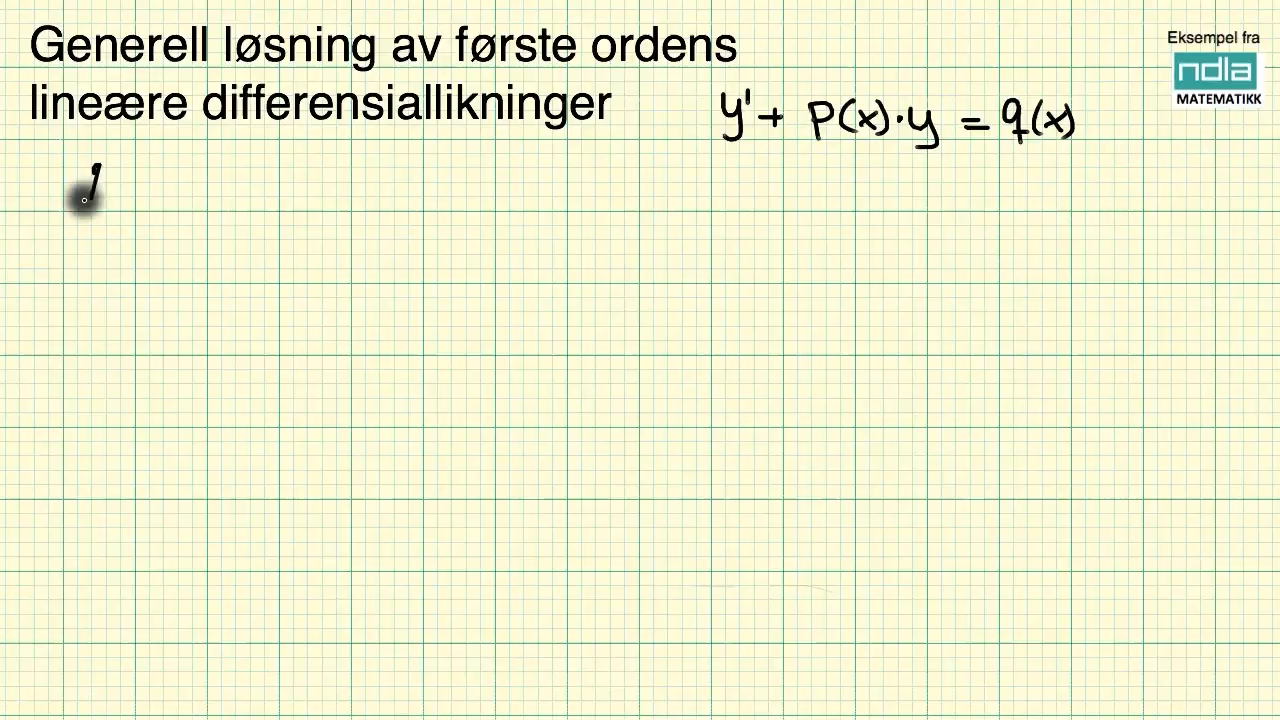 Generell løsning av første ordens
lineære differensiallikninger
y' + p(x)·y = q(x)
Eksempel fra
ndla
MATEMATIKK